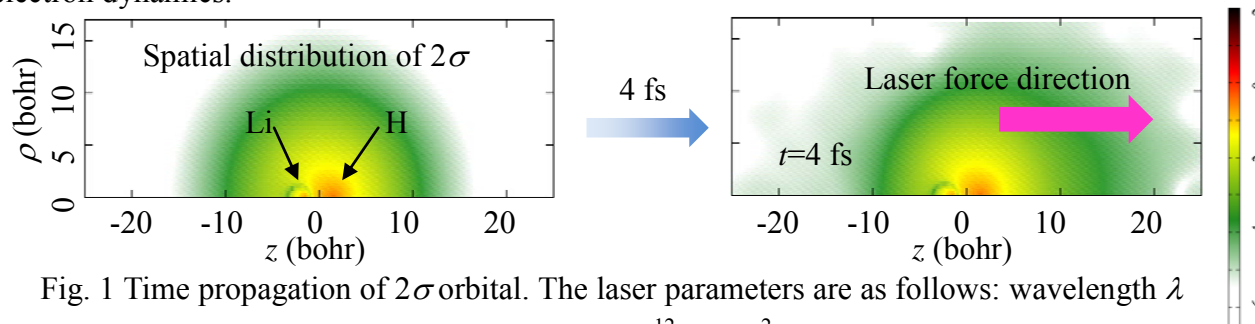 electron dynamics.
Spatial distribution of 2σ
Li
H
ρ (bohr)
15
10
5
0
-20 -10 0 10 20
z (bohr)
4 fs
Laser force direction
t=4 fs
-20 -10 0 10 20
z (bohr)
Fig. 1 Time propagation of 2σ orbital. The laser parameters are as follows: wavelength λ